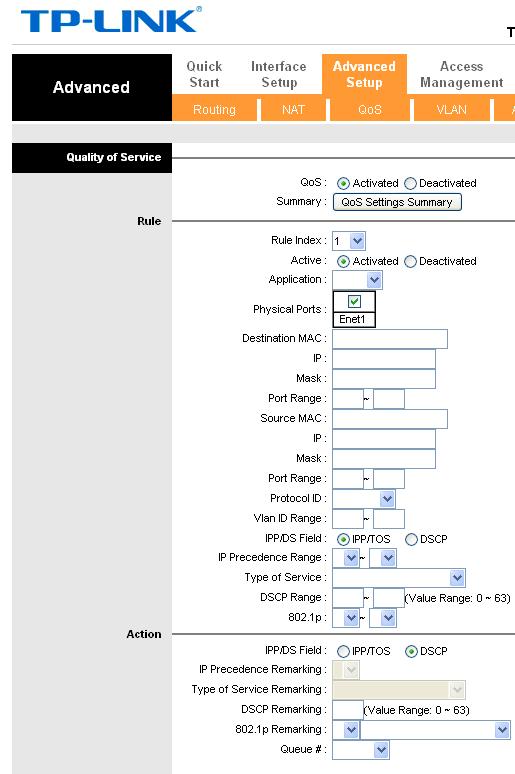 TP-LINK®
T
Advanced
Quick Start
Interface Setup
Advanced Setup
Access Management
Routing
NAT
QoS
VLAN
A
Quality of Service
QoS : Activated Deactivated
Summary : QoS Settings Summary
Rule
Rule Index : 1
Active : Activated Deactivated
Application :
Physical Ports : Enet1
Destination MAC :
IP :
Mask :
Port Range : ~
Source MAC :
IP :
Mask :
Port Range : ~
Protocol ID :
Vlan ID Range : ~
IPP/DS Field : IPP/TOS DSCP
IP Precedence Range : ~
Type of Service :
DSCP Range : ~ (Value Range: 0 ~ 63)
802.1p : ~
Action
IPP/DS Field : IPP/TOS DSCP
IP Precedence Remarking :
Type of Service Remarking :
DSCP Remarking : (Value Range: 0 ~ 63)
802.1p Remarking :
Queue # :